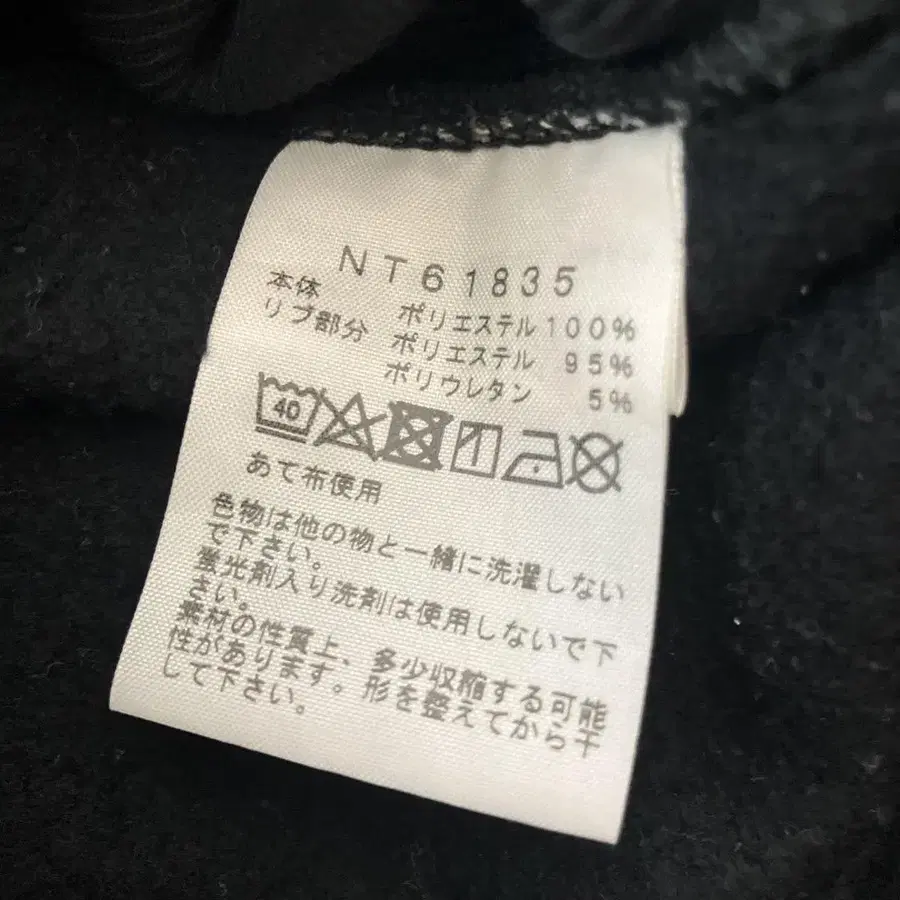 NT61835
本体 ポリエステル 100%
リブ部分 ポリエステル 95%
ポリウレタン 5%
40
あて布使用
色物は他の物と一緒に洗濯しない
で下さい。
蛍光剤入り洗剤は使用しないで下
さい。
素材の性質上、多少収縮する可能
性があります。形を整えてから干
して下さい。